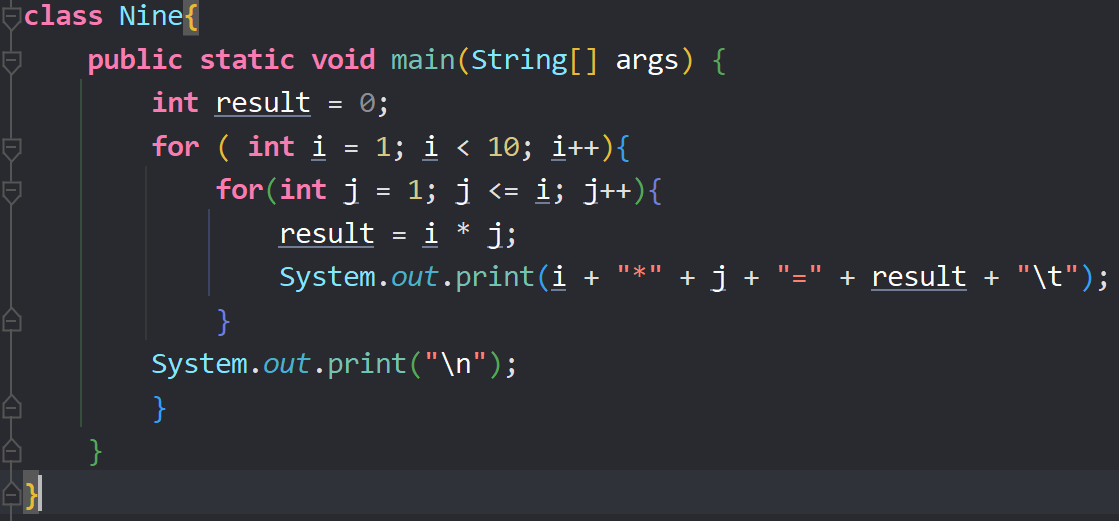 class Nine{
    public static void main(String[] args) {
        int result = 0;
        for ( int i = 1; i < 10; i++){
            for(int j = 1; j <= i; j++){
                result = i * j;
                System.out.print(i + "*" + j + "=" + result + "\t");
            }
        System.out.print("\n");
        }
    }
}